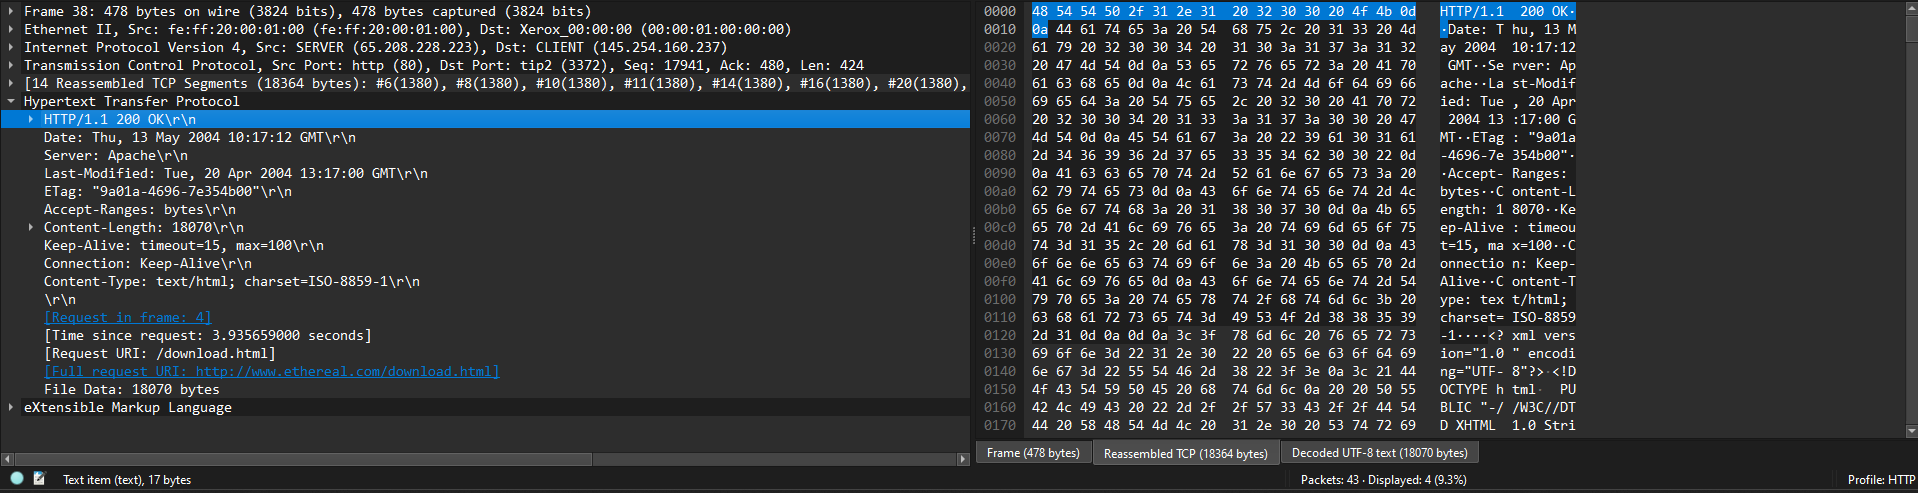 Frame 38: 478 bytes on wire (3824 bits), 478 bytes captured (3824 bits)
Ethernet II, Src: fe:ff:20:00:01:00 (fe:ff:20:00:01:00), Dst: Xerox_00:00:00 (00:00:01:00:00:00)
Internet Protocol Version 4, Src: SERVER (65.208.228.223), Dst: CLIENT (145.254.160.237)
Transmission Control Protocol, Src Port: http (80), Dst Port: tip2 (3372), Seq: 17941, Ack: 480, Len: 424
[14 Reassembled TCP Segments (18364 bytes): #6(1380), #8(1380), #10(1380), #11(1380), #14(1380), #16(1380), #20(1380),
Hypertext Transfer Protocol
HTTP/1.1 200 OK\r\n
Date: Thu, 13 May 2004 10:17:12 GMT\r\n
Server: Apache\r\n
Last-Modified: Tue, 20 Apr 2004 13:17:00 GMT\r\n
ETag: "9a01a-4696-7e354b00"\r\n
Accept-Ranges: bytes\r\n
Content-Length: 18070\r\n
Keep-Alive: timeout=15, max=100\r\n
Connection: Keep-Alive\r\n
Content-Type: text/html; charset=ISO-8859-1\r\n
\r\n
[Request in frame: 4]
[Time since request: 3.935659000 seconds]
[Request URI: /download.html]
[Full request URI: http://www.ethereal.com/download.html]
File Data: 18070 bytes
eXtensible Markup Language
0000 48 54 54 50 2f 31 2e 31 20 32 30 30 20 4f 4b 0d HTTP/1.1 200 OK·
0010 0a 44 61 74 65 3a 20 54 68 75 2c 20 31 33 20 4d ·Date: T hu, 13 M
0020 61 79 20 32 30 30 34 20 31 30 3a 31 37 3a 31 32 ay 2004 10:17:12
0030 20 47 4d 54 0d 0a 53 65 72 76 65 72 3a 20 41 70 GMT··Se rver: Ap
0040 61 63 68 65 0d 0a 4c 61 73 74 2d 4d 6f 64 69 66 ache··La st-Modif
0050 69 65 64 3a 20 54 75 65 2c 20 32 30 20 41 70 72 ied: Tue , 20 Apr
0060 20 32 30 30 34 20 31 33 3a 31 37 3a 30 30 20 47 2004 13 :17:00 G
0070 4d 54 0d 0a 45 54 61 67 3a 20 22 39 61 30 31 61 MT··ETag : "9a01a
0080 2d 34 36 39 36 2d 37 65 33 35 34 62 30 30 22 0d -4696-7e 354b00"·
0090 0a 41 63 63 65 70 74 2d 52 61 6e 67 65 73 3a 20 ·Accept- Ranges:
00a0 62 79 74 65 73 0d 0a 43 6f 6e 74 65 6e 74 2d 4c bytes··C ontent-L
00b0 65 6e 67 74 68 3a 20 31 38 30 37 30 0d 0a 4b 65 ength: 1 8070··Ke
00c0 65 70 2d 41 6c 69 76 65 3a 20 74 69 6d 65 6f 75 ep-Alive : timeou
00d0 74 3d 31 35 2c 20 6d 61 78 3d 31 30 30 0d 0a 43 t=15, ma x=100··C
00e0 6f 6e 6e 65 63 74 69 6f 6e 3a 20 4b 65 65 70 2d onnectio n: Keep-
00f0 41 6c 69 76 65 0d 0a 43 6f 6e 74 65 6e 74 2d 54 Alive··C ontent-T
0100 79 70 65 3a 20 74 65 78 74 2f 68 74 6d 6c 3b 20 ype: tex t/html;
0110 63 68 61 72 73 65 74 3d 49 53 4f 2d 38 38 35 39 charset= ISO-8859
0120 2d 31 0d 0a 0d 0a 3c 3f 78 6d 6c 20 76 65 72 73 -1····<? xml vers
0130 69 6f 6e 3d 22 31 2e 30 22 20 65 6e 63 6f 64 69 ion="1.0 " encodi
0140 6e 67 3d 22 55 54 46 2d 38 22 3f 3e 0a 3c 21 44 ng="UTF- 8"?>·<!D
0150 4f 43 54 59 50 45 20 68 74 6d 6c 0a 20 20 50 55 OCTYPE h tml·  PU
0160 42 4c 49 43 20 22 2d 2f 2f 57 33 43 2f 2f 44 54 BLIC "-/ /W3C//DT
0170 44 20 58 48 54 4d 4c 20 31 2e 30 20 53 74 72 69 D XHTML 1.0 Stri
Frame (478 bytes) Reassembled TCP (18364 bytes) Decoded UTF-8 text (18070 bytes)
Text item (text), 17 bytes Packets: 43 · Displayed: 4 (9.3%) Profile: HTTP